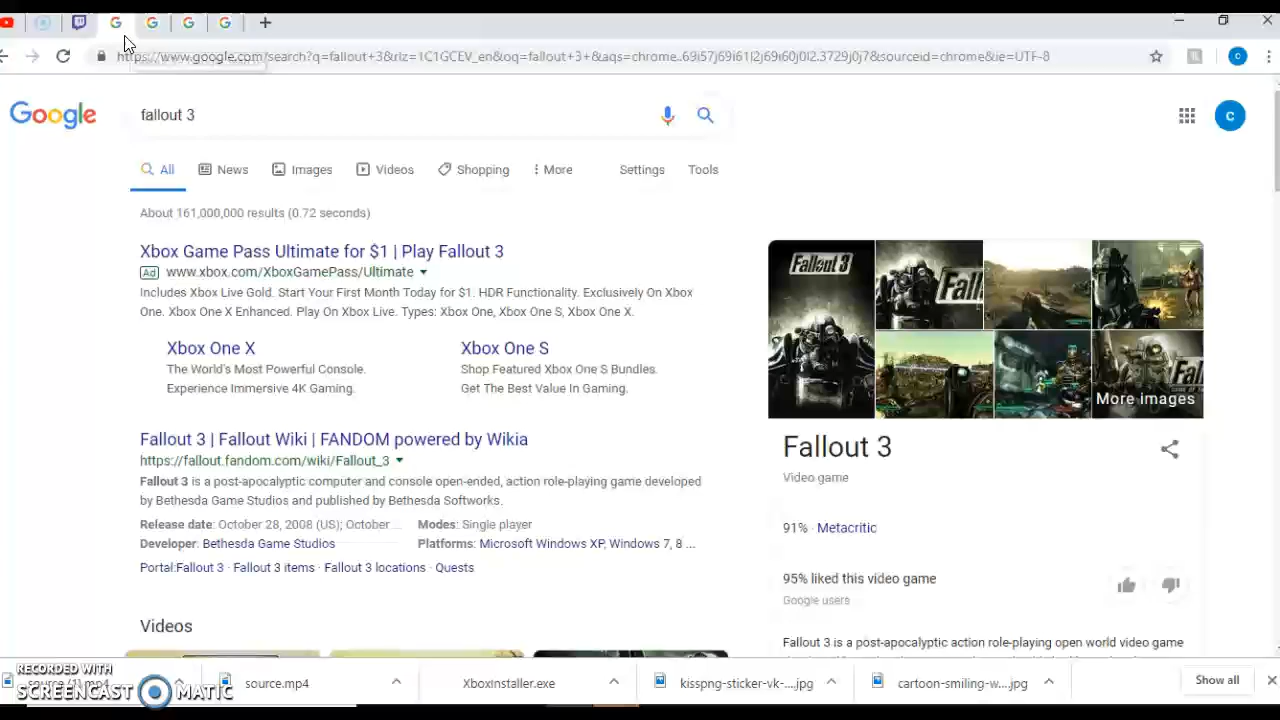 https://www.google.com/search?q=fallout+3&rlz=1C1GCEV_en&oq=fallout+3+&aqs=chrome..69i57j69i61l2j69i60j0l2.3729j0j7&sourceid=chrome&ie=UTF-8
c
Google
fallout 3
c
All
News
Images
Videos
Shopping
More
Settings
Tools
About 161,000,000 results (0.72 seconds)
Xbox Game Pass Ultimate for $1 | Play Fallout 3
Ad www.xbox.com/XboxGamePass/Ultimate
Includes Xbox Live Gold. Start Your First Month Today for $1. HDR Functionality. Exclusively On Xbox
One. Xbox One X Enhanced. Play On Xbox Live. Types: Xbox One, Xbox One S, Xbox One X.
Xbox One X
The World's Most Powerful Console.
Experience Immersive 4K Gaming.
Xbox One S
Shop Featured Xbox One S Bundles.
Get The Best Value In Gaming.
Fallout 3 | Fallout Wiki | FANDOM powered by Wikia
https://fallout.fandom.com/wiki/Fallout_3
Fallout 3 is a post-apocalyptic computer and console open-ended, action role-playing game developed
by Bethesda Game Studios and published by Bethesda Softworks.
Release date: October 28, 2008 (US); October ...
Modes: Single player
Developer: Bethesda Game Studios
Platforms: Microsoft Windows XP, Windows 7, 8 ...
Portal:Fallout 3 · Fallout 3 items · Fallout 3 locations · Quests
Videos
Fallout 3
Fall
Fal
More images
Fallout 3
Video game
91% · Metacritic
95% liked this video game
Google users
Fallout 3 is a post-apocalyptic action role-playing open world video game
source (1).mp4
source.mp4
XboxInstaller.exe
kisspng-sticker-vk-....jpg
cartoon-smiling-w....jpg
Show all
RECORDED WITH
SCREENCAST MATIC